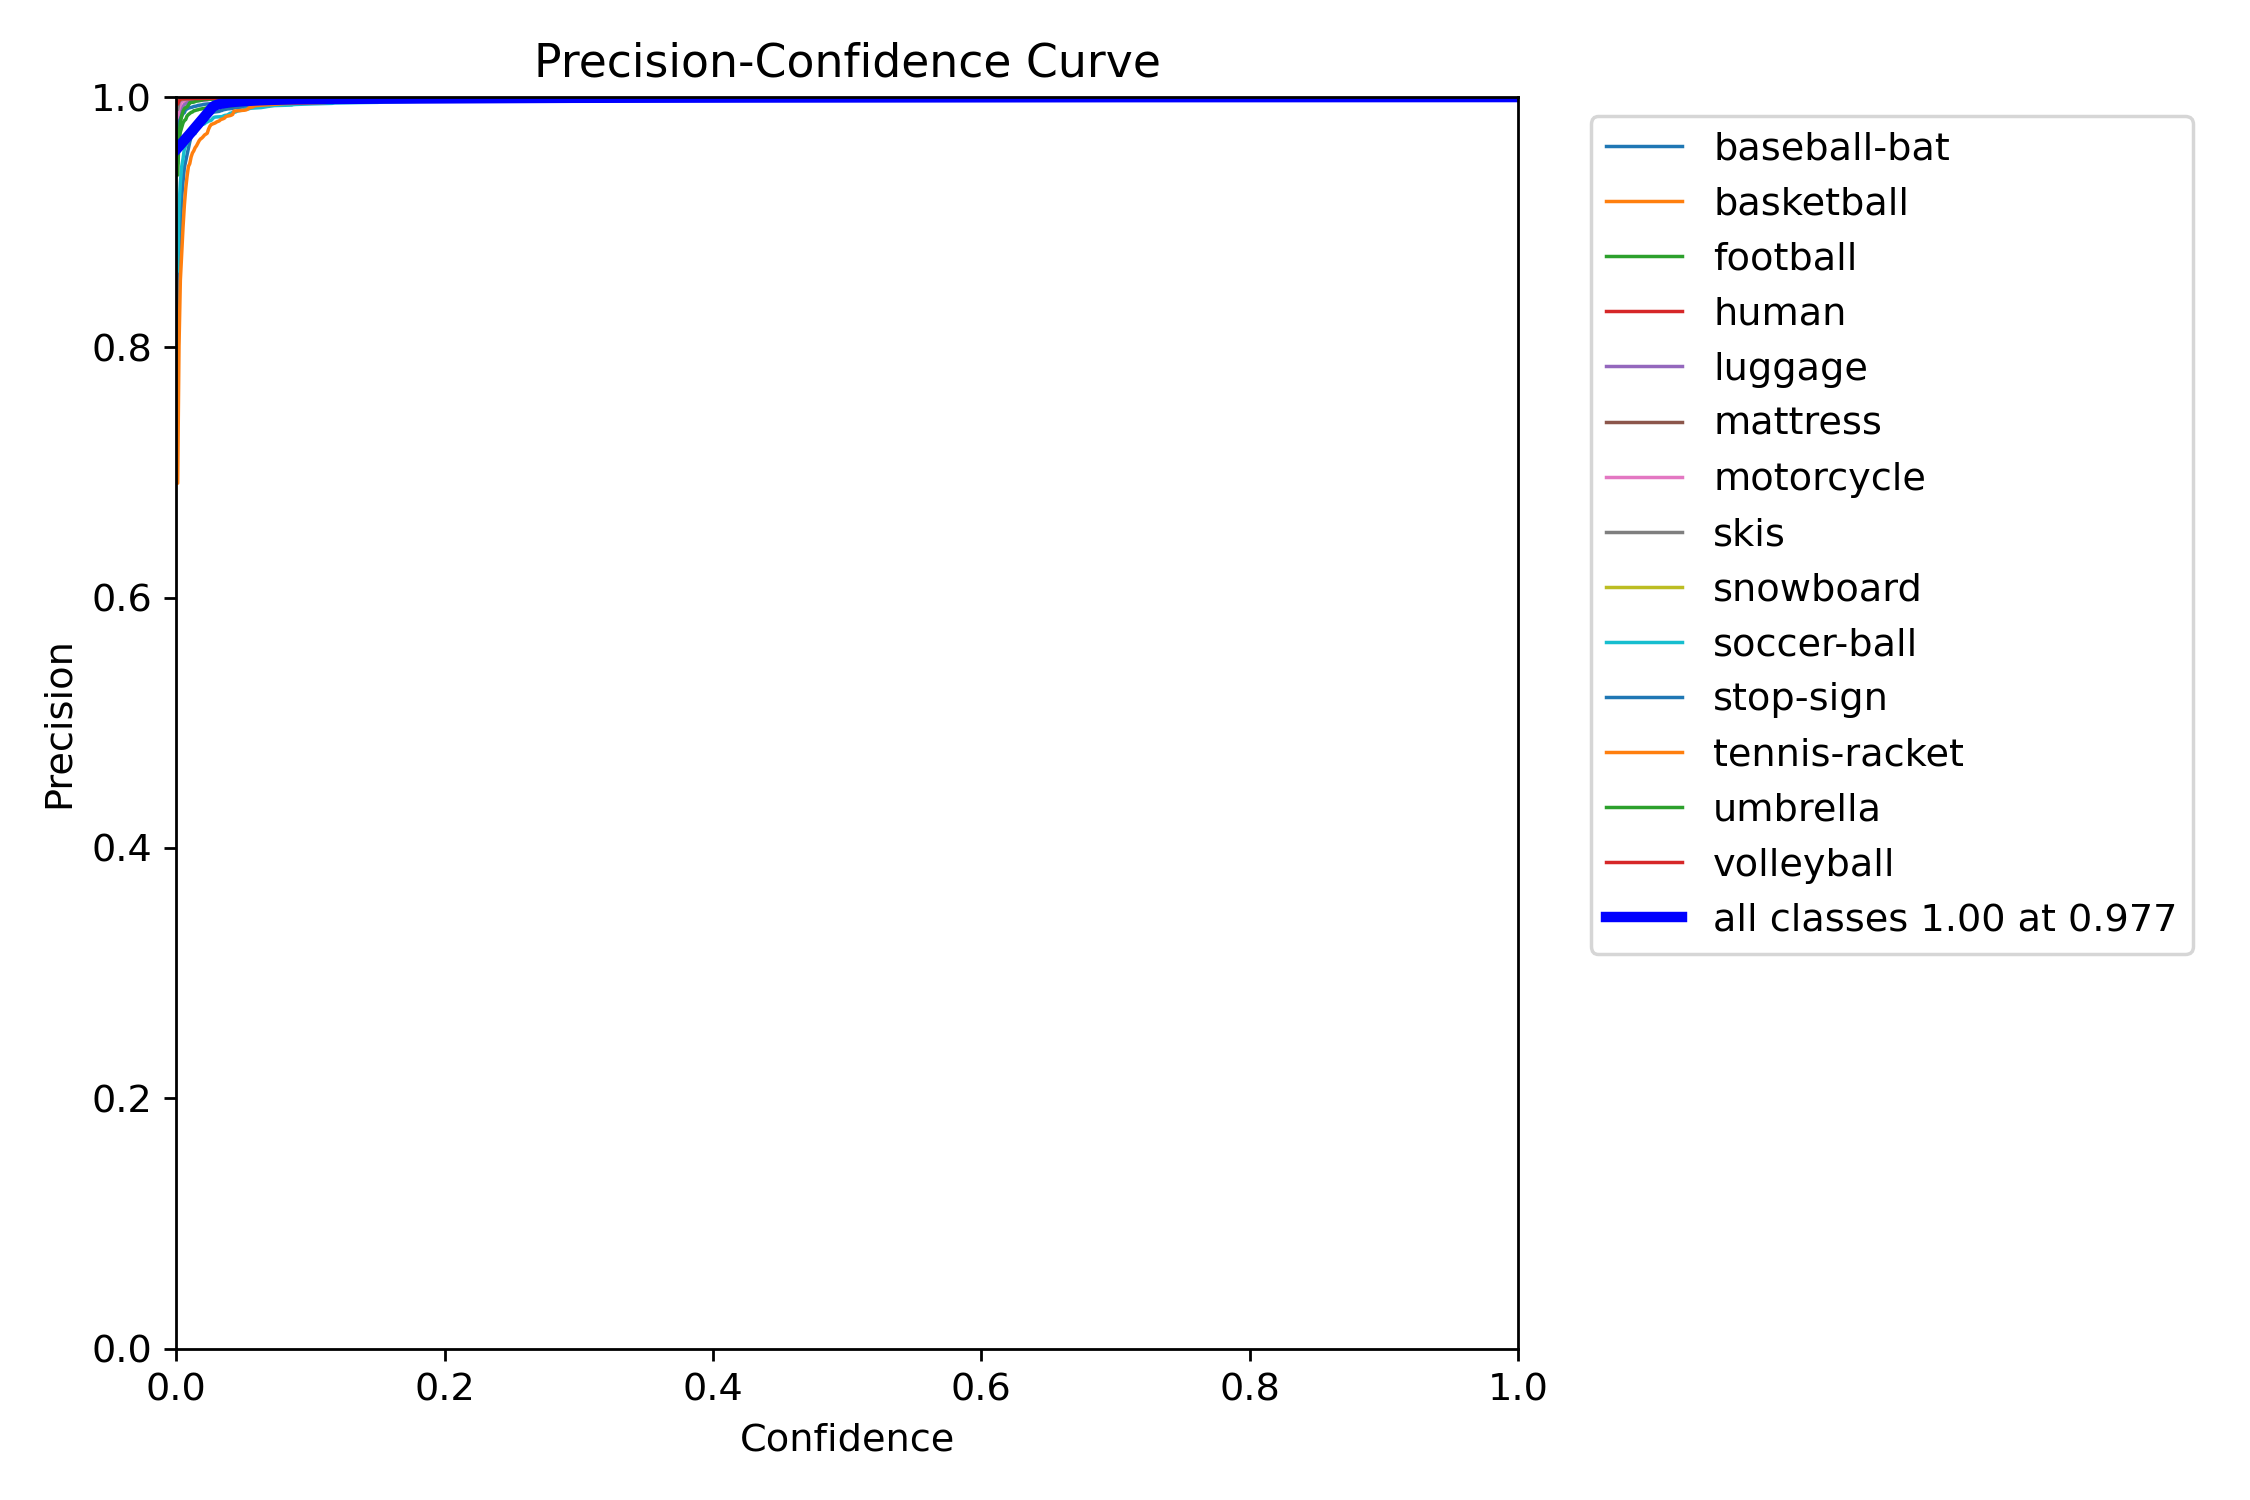 Precision-Confidence Curve
1.0
0.8
0.6
0.4
0.2
0.0
Precision
0.0 0.2 0.4 0.6 0.8 1.0
Confidence
baseball-bat
basketball
football
human
luggage
mattress
motorcycle
skis
snowboard
soccer-ball
stop-sign
tennis-racket
umbrella
volleyball
all classes 1.00 at 0.977